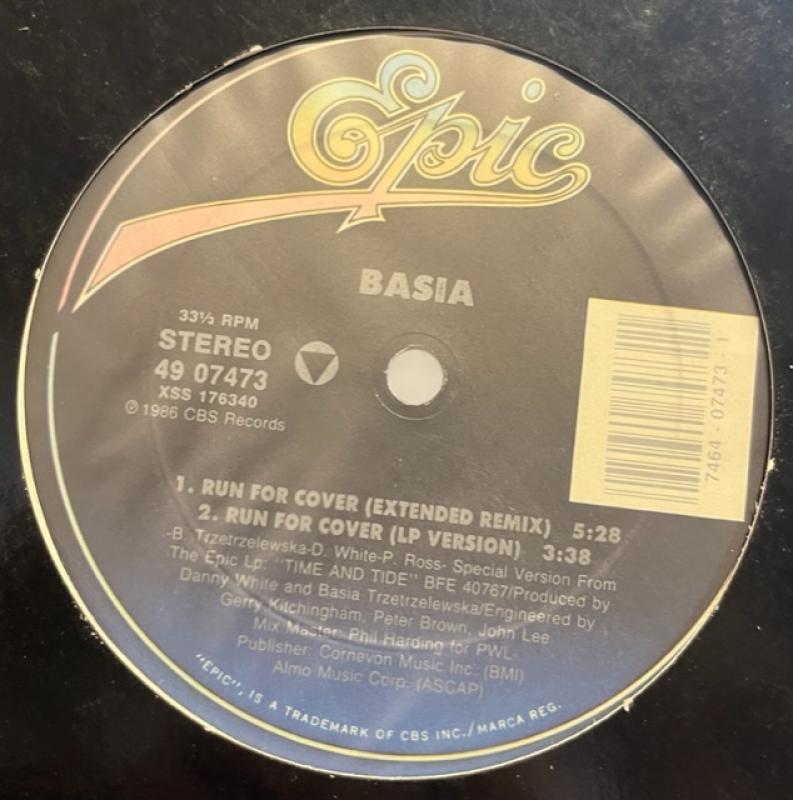 Epic
BASIA
33⅓ RPM
STEREO
49 07473
XSS 176340
℗ 1986 CBS Records
7464 - 07473 - 1
1. RUN FOR COVER (EXTENDED REMIX) 5:28
2. RUN FOR COVER (LP VERSION) 3:38
-B. Trzetrzelewska-D. White-P. Ross- Special Version From
The Epic Lp: "TIME AND TIDE" BFE 40767/Produced by
Danny White and Basia Trzetrzelewska/Engineered by
Gerry Kitchingham, Peter Brown, John Lee
Mix Master: Phil Harding for PWL-
Publisher: Cornevon Music Inc. (BMI)
Almo Music Corp. (ASCAP)
"EPIC", IS A TRADEMARK OF CBS INC./MARCA REG.